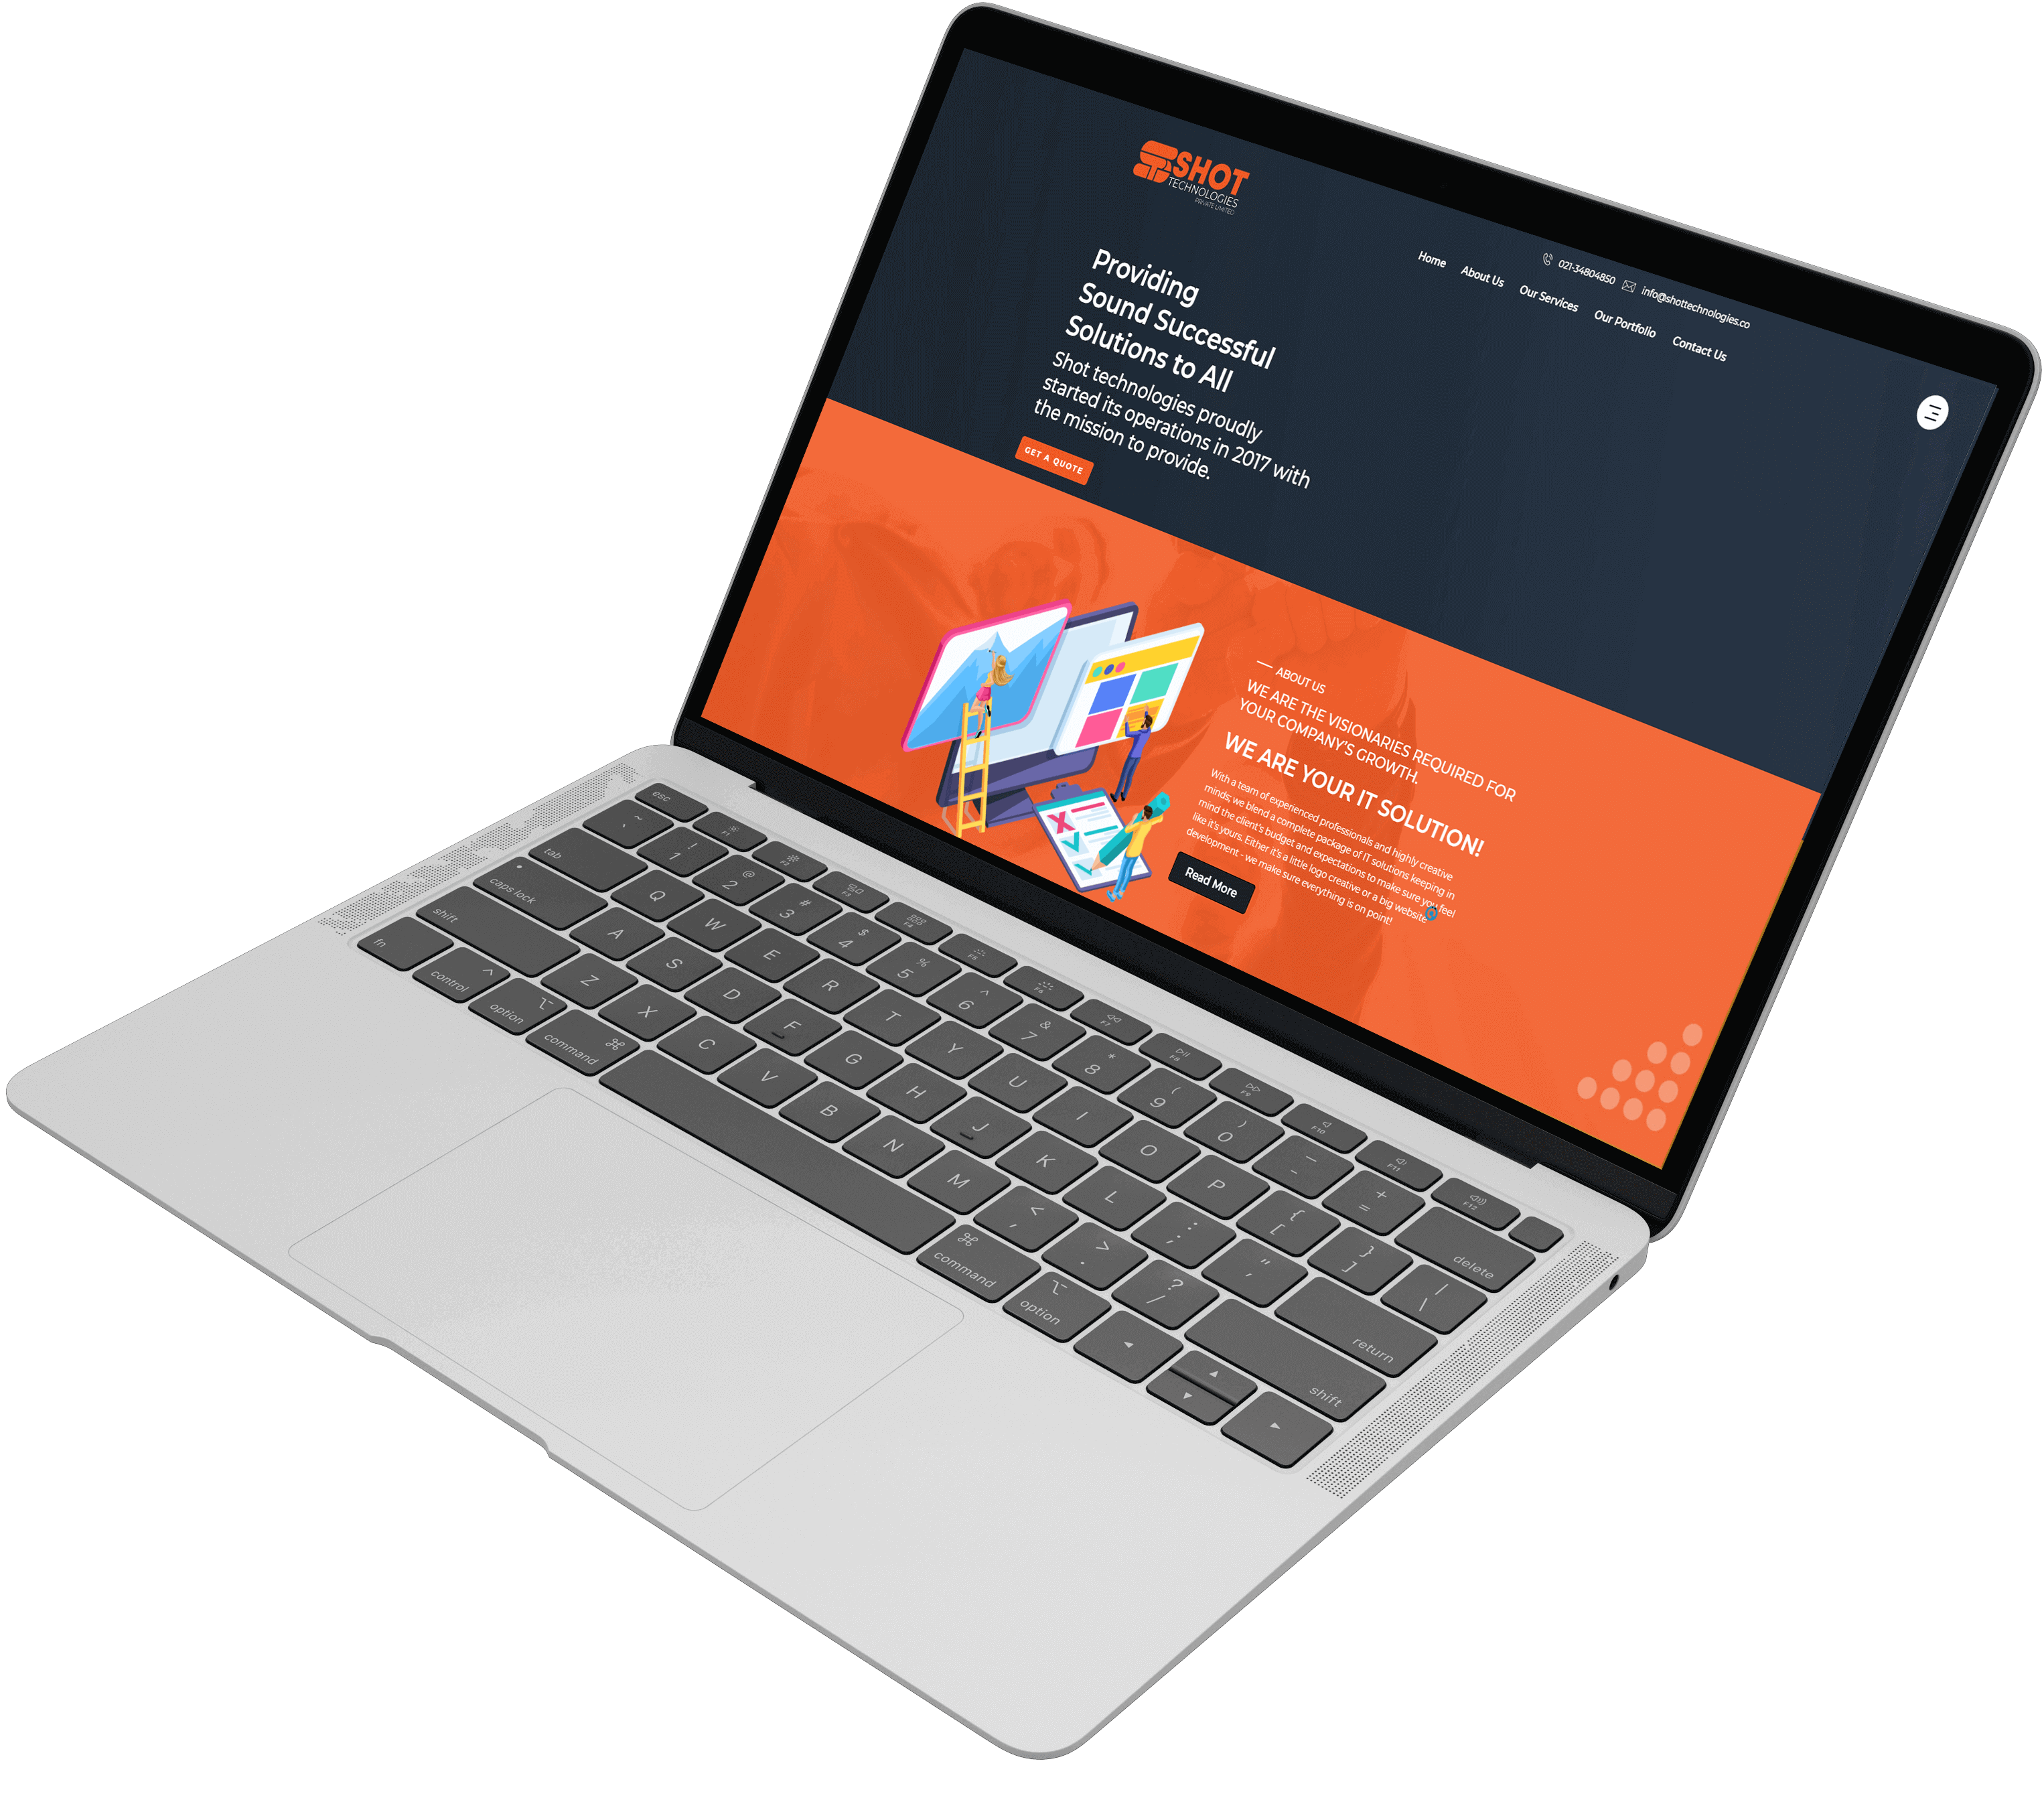 SHOT
TECHNOLOGIES
PRIVATE LIMITED
021-34804850 info@shottechnologies.co
Home About Us Our Services Our Portfolio Contact Us
Providing
Sound Successful
Solutions to All
Shot technologies proudly
started its operations in 2017 with
the mission to provide.
GET A QUOTE
ABOUT US
WE ARE THE VISIONARIES REQUIRED FOR
YOUR COMPANY'S GROWTH.
WE ARE YOUR IT SOLUTION!
With a team of experienced professionals and highly creative
minds; we blend a complete package of IT solutions keeping in
mind the client's budget and expectations to make sure you feel
like it's yours. Either it's a little logo creative or a big website
development - we make sure everything is on point!
Read More
esc F1 F2 F3 F4 F5 F6 F7 F8 F9 F10 F11 F12
~ ` ! 1 @ 2 # 3 $ 4 % 5 ^ 6 & 7 * 8 ( 9 ) 0 — - + = delete
tab Q W E R T Y U I O P { [ } ] | \
caps lock A S D F G H J K L : ; " ' return
shift Z X C V B N M < , > . ? / shift
fn ^ control ⌥ option ⌘ command ⌘ command ⌥ option ◀ ▲ ▼ ▶